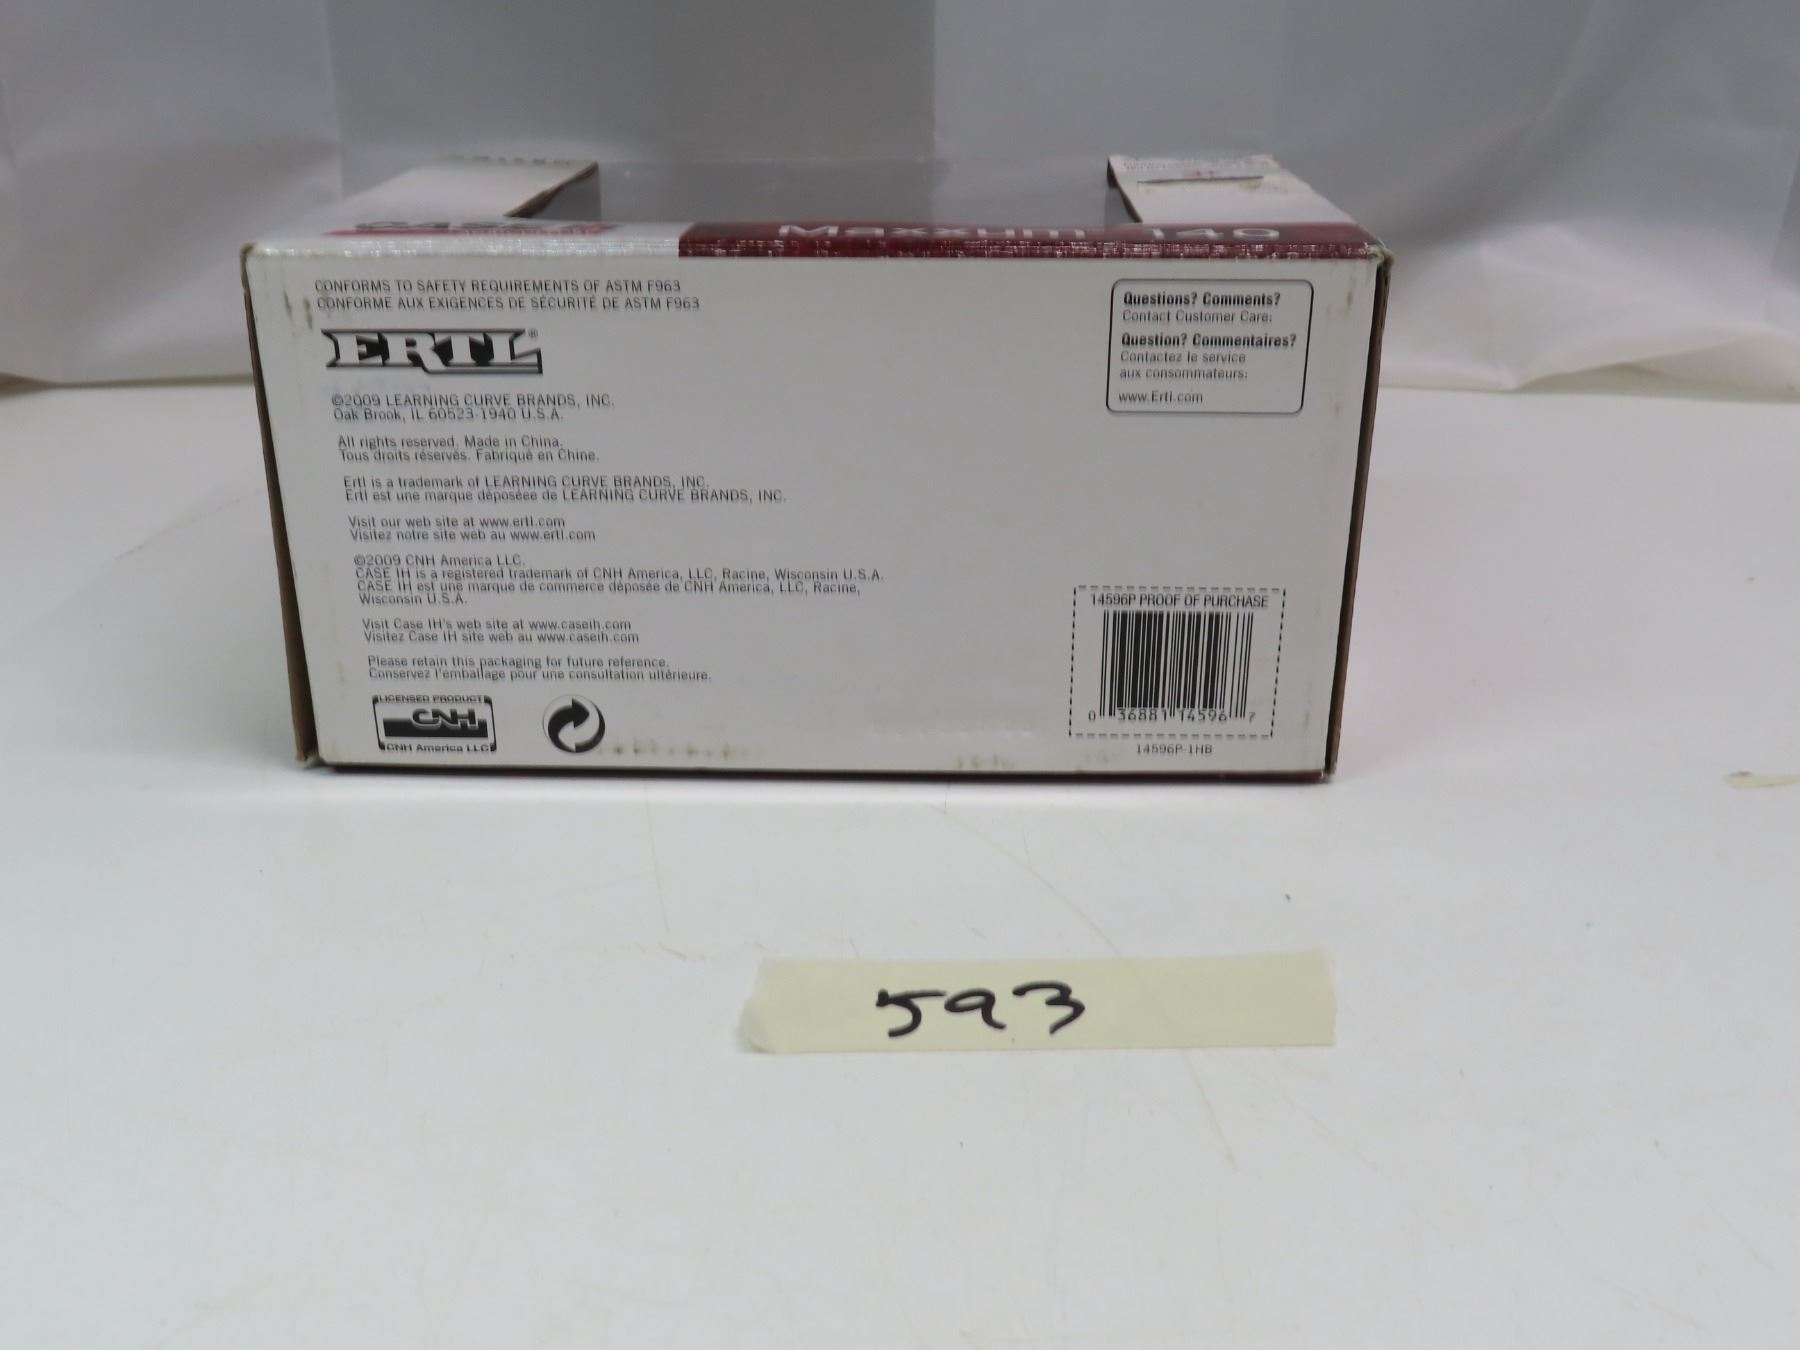 Maxxum 140
CONFORMS TO SAFETY REQUIREMENTS OF ASTM F963
CONFORME AUX EXIGENCES DE SÉCURITÉ DE ASTM F963
ERTL®
©2009 LEARNING CURVE BRANDS, INC.
Oak Brook, IL 60523-1940 U.S.A.
All rights reserved. Made in China.
Tous droits réservés. Fabriqué en Chine.
Ertl is a trademark of LEARNING CURVE BRANDS, INC.
Ertl est une marque déposée de LEARNING CURVE BRANDS, INC.
Visit our web site at www.ertl.com
Visitez notre site web au www.ertl.com
©2009 CNH America LLC.
CASE IH is a registered trademark of CNH America, LLC, Racine, Wisconsin U.S.A.
CASE IH est une marque de commerce déposée de CNH America, LLC, Racine,
Wisconsin U.S.A.
Visit Case IH's web site at www.caseih.com
Visitez Case IH site web au www.caseih.com
Please retain this packaging for future reference.
Conservez l'emballage pour une consultation ultérieure.
LICENSED PRODUCT
CNH
CNH America LLC
Questions? Comments?
Contact Customer Care:
Question? Commentaires?
Contactez le service
aux consommateurs:
www.Ertl.com
14596P PROOF OF PURCHASE
0 36881 14596 7
14596P-1HB
593